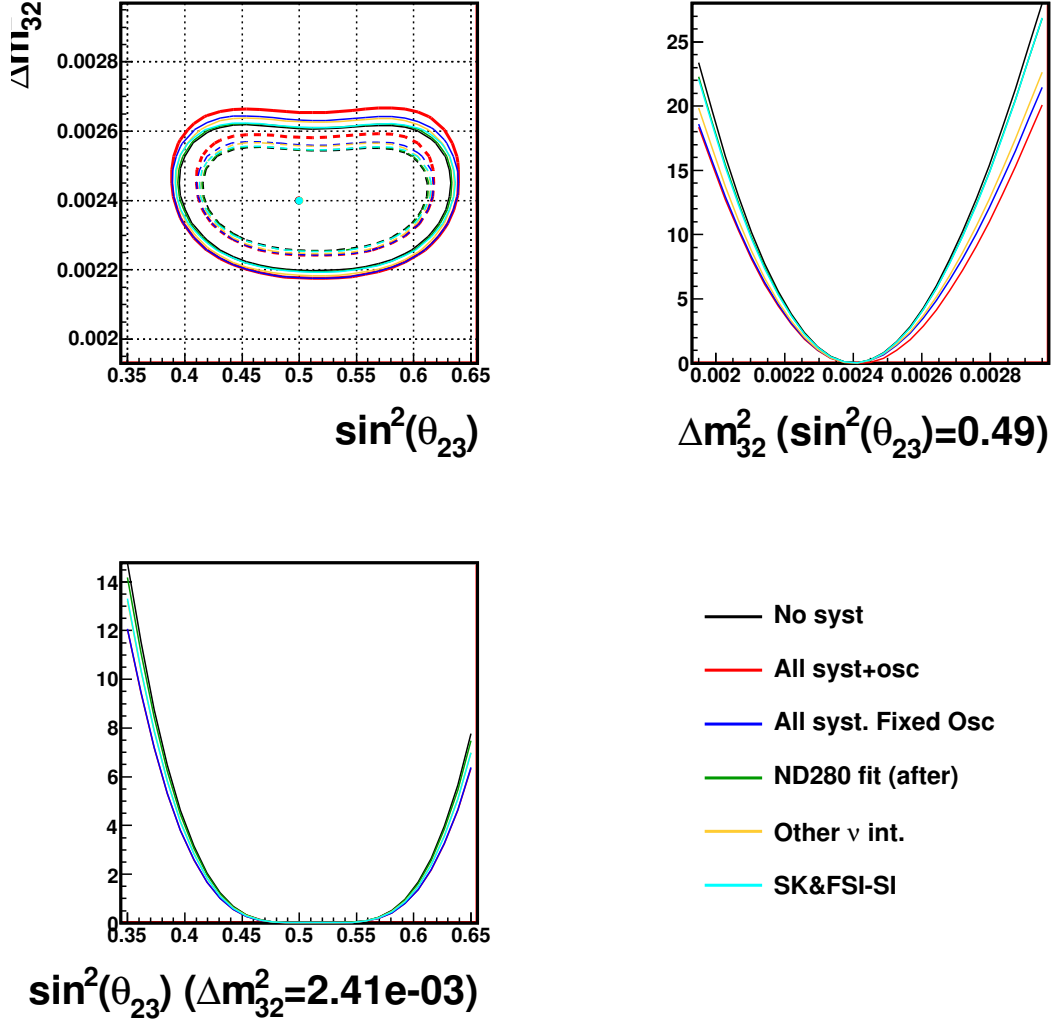 Δm²₃₂
0.0028
0.0026
0.0024
0.0022
0.002
0.35 0.4 0.45 0.5 0.55 0.6 0.65
sin²(θ₂₃)
25
20
15
10
5
0
0.002 0.0022 0.0024 0.0026 0.0028
Δm²₃₂ (sin²(θ₂₃)=0.49)
14
12
10
8
6
4
2
0
0.35 0.4 0.45 0.5 0.55 0.6 0.65
sin²(θ₂₃) (Δm²₃₂=2.41e-03)
No syst
All syst+osc
All syst. Fixed Osc
ND280 fit (after)
Other ν int.
SK&FSI-SI